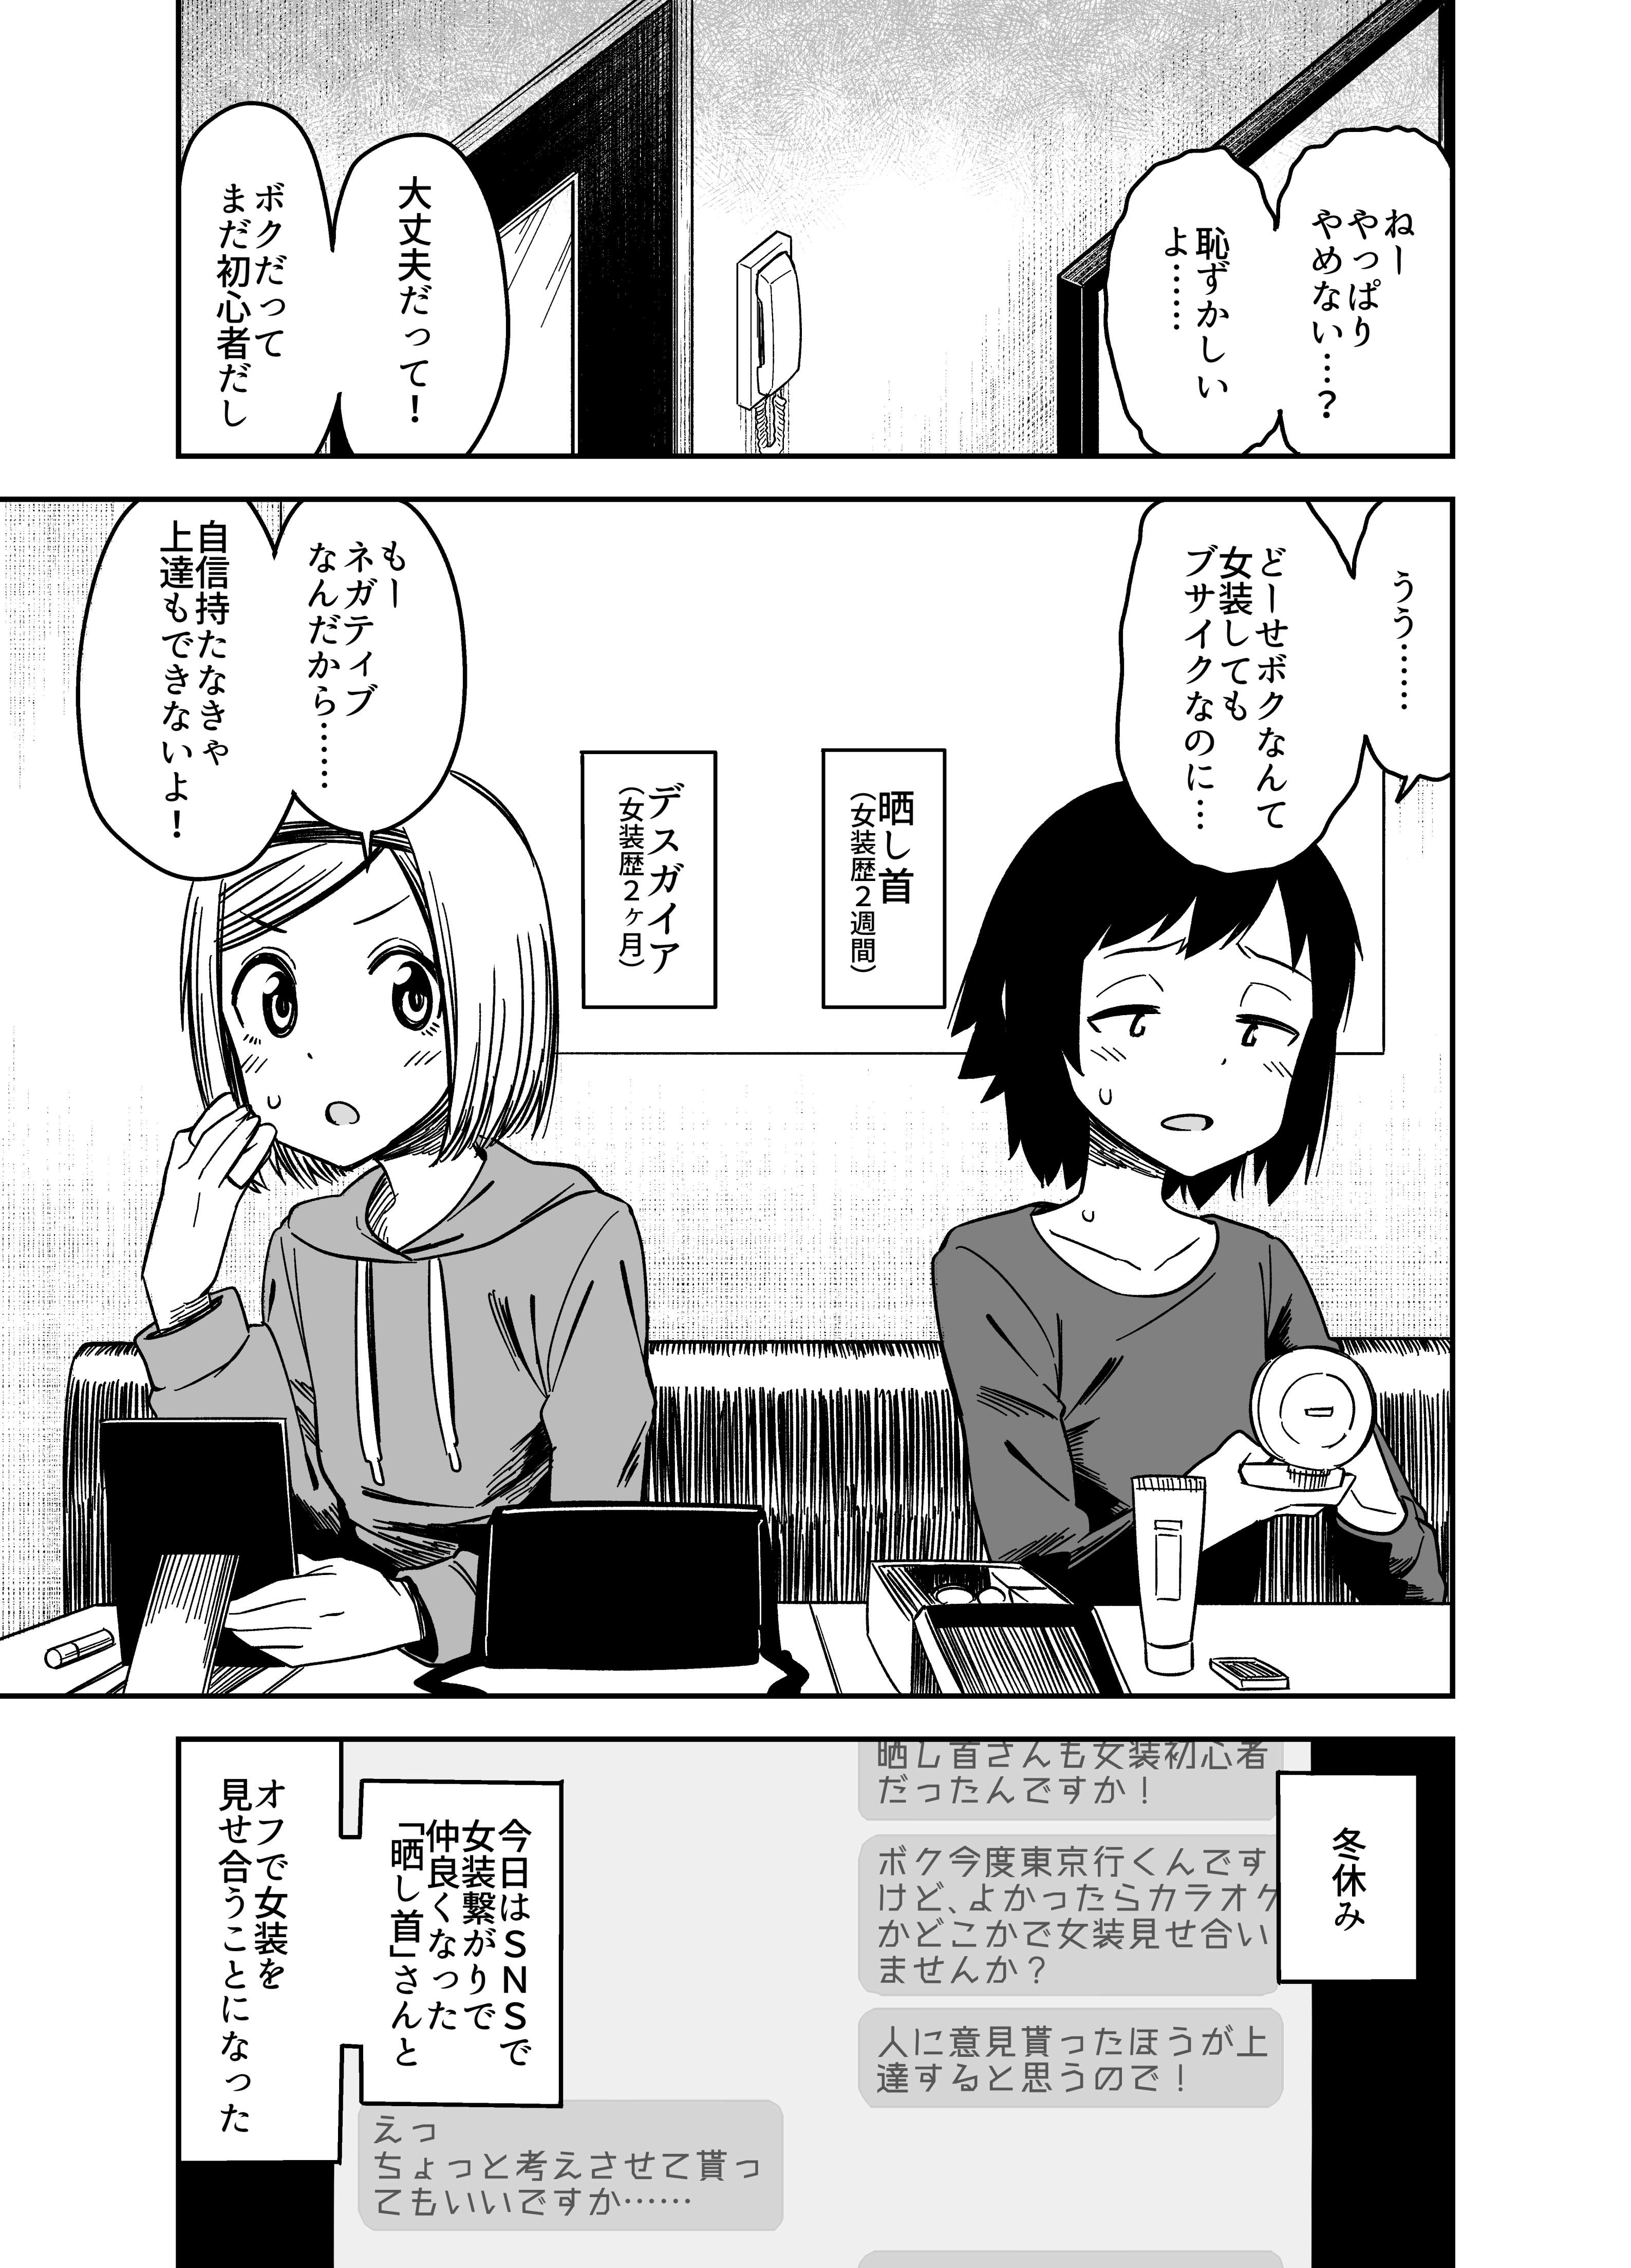 ねー
やっぱり
やめない…？
恥ずかしい
よ……
大丈夫だって！
ボクだって
まだ初心者だし
うう……
どーせボクなんて
女装しても
ブサイクなのに…
晒し首
（女装歴２週間）
デスガイア
（女装歴２ヶ月）
もー
ネガティブ
なんだから……
自信持たなきゃ
上達もできないよ！
冬休み
晒し首さんも女装初心者
だったんですか！
ボク今度東京行くんです
けど、よかったらカラオケ
かどこかで女装見せ合い
ませんか？
人に意見貰ったほうが上
達すると思うので！
えっ
ちょっと考えさせて貰っ
てもいいですか……
今日はＳＮＳで
女装繋がりで
仲良くなった
「晒し首」さんと
オフで女装を
見せ合うことになった